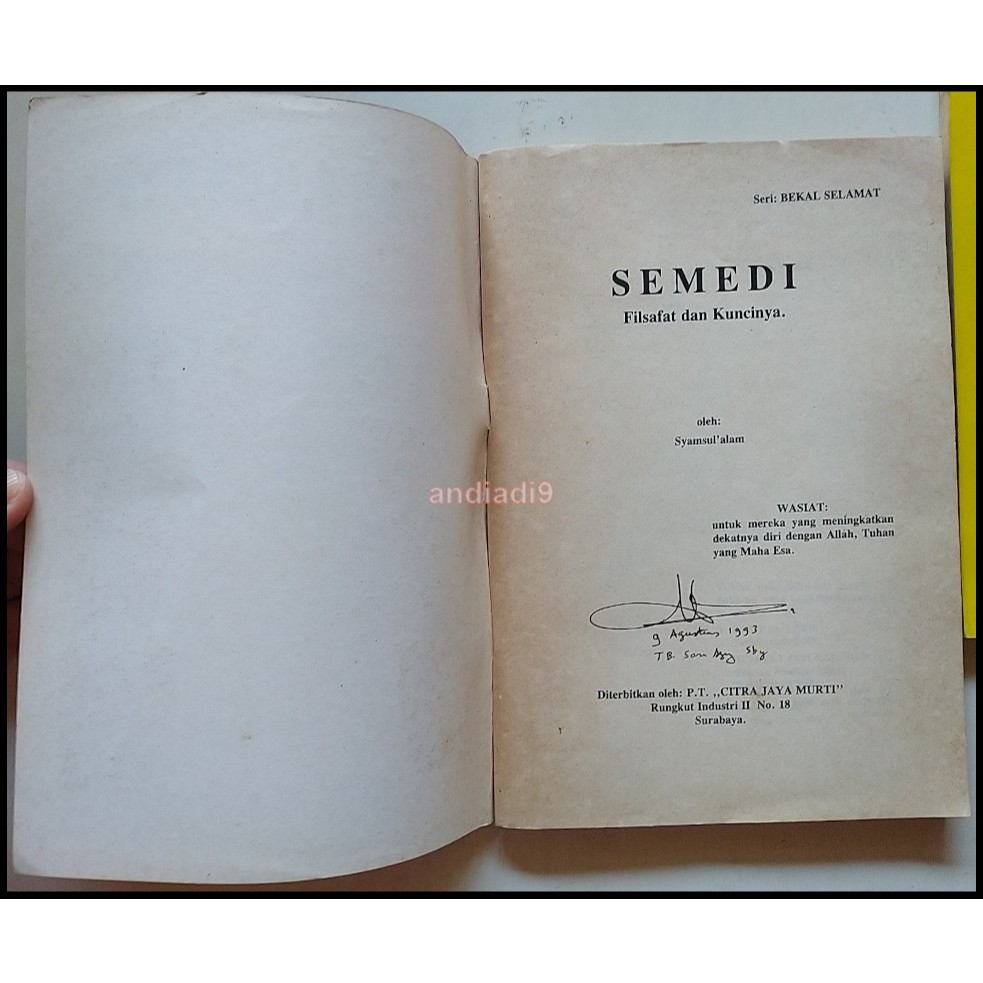 Seri: BEKAL SELAMAT
SEMEDI
Filsafat dan Kuncinya.
oleh:
Syamsul'alam
andiadi9
WASIAT:
untuk mereka yang meningkatkan
dekatnya diri dengan Allah, Tuhan
yang Maha Esa.
9 Agustus 1993
TB. Sby
Diterbitkan oleh: P.T. ,,CITRA JAYA MURTI"
Rungkut Industri II No. 18
Surabaya.